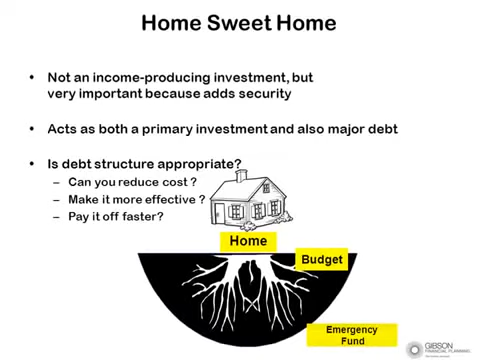 Home Sweet Home
• Not an income-producing investment, but
very important because adds security
• Acts as both a primary investment and also major debt
• Is debt structure appropriate?
– Can you reduce cost ?
– Make it more effective ?
– Pay it off faster?
Home
Budget
Emergency
Fund
GIBSON
FINANCIAL PLANNING